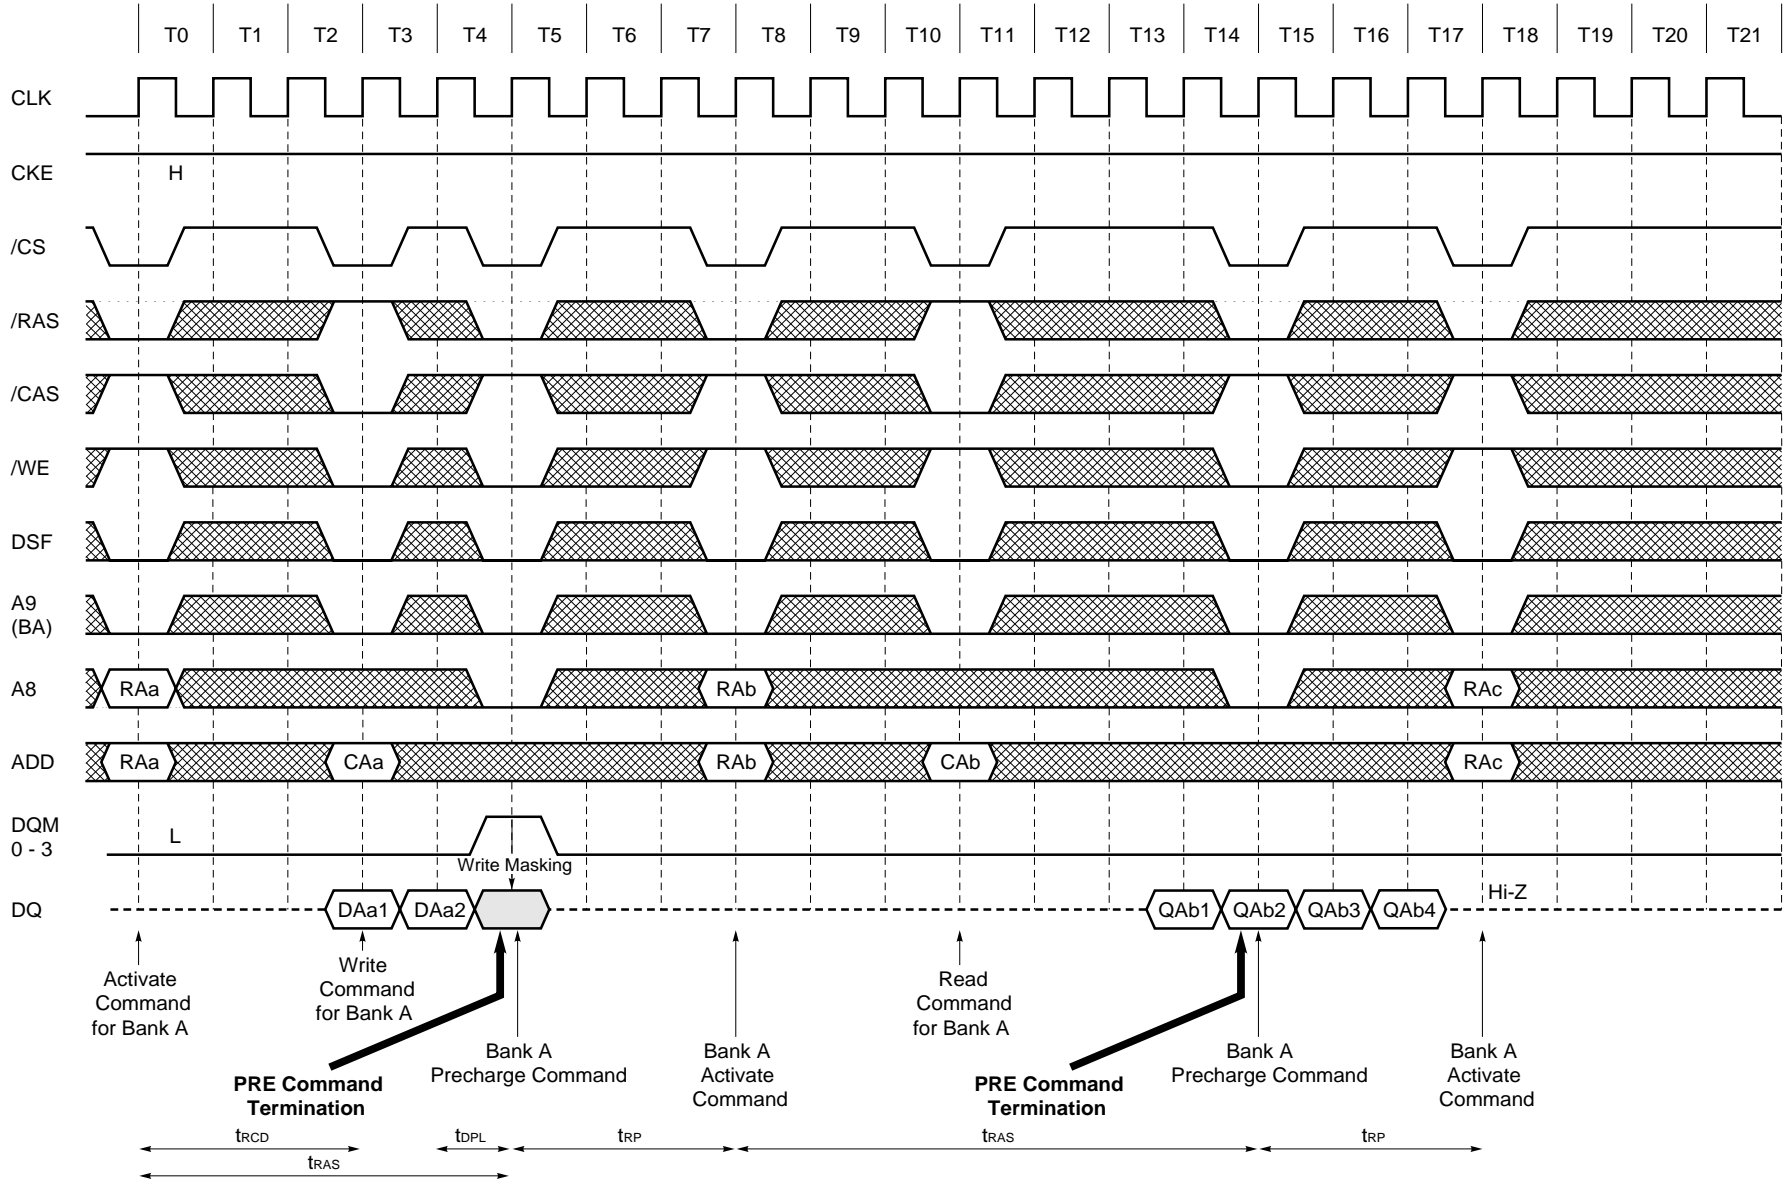 T0 T1 T2 T3 T4 T5 T6 T7 T8 T9 T10 T11 T12 T13 T14 T15 T16 T17 T18 T19 T20 T21
CLK
CKE H
/CS
/RAS
/CAS
/WE
DSF
A9
(BA)
A8 RAa RAb RAc
ADD RAa CAa RAb CAb RAc
DQM
0 - 3
L
Write Masking
DQ DAa1 DAa2 QAb1 QAb2 QAb3 QAb4 Hi-Z
Activate
Command
for Bank A
Write
Command
for Bank A
PRE Command
Termination
Bank A
Precharge Command
Bank A
Activate
Command
Read
Command
for Bank A
PRE Command
Termination
Bank A
Precharge Command
Bank A
Activate
Command
tRCD tDPL tRP tRAS tRP
tRAS